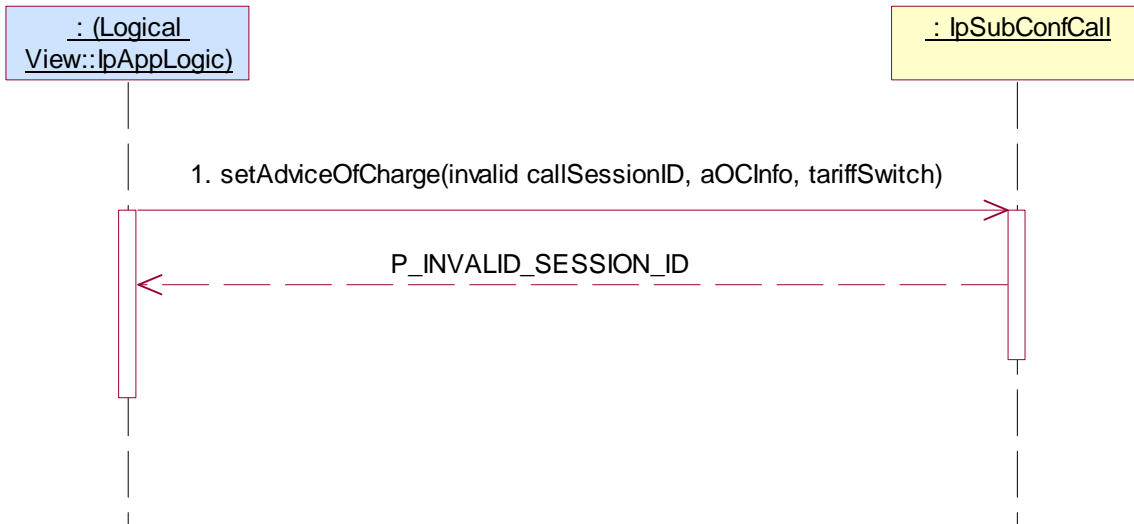 : (Logical
View::IpAppLogic)
: IpSubConfCall
1. setAdviceOfCharge(invalid callSessionID, aOCInfo, tariffSwitch)
P_INVALID_SESSION_ID